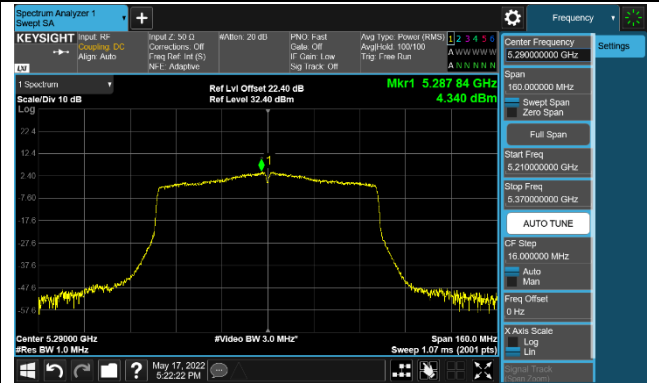 Spectrum Analyzer 1
Swept SA
Frequency
KEYSIGHT
Input: RF
Coupling: DC
Align: Auto
Input Z: 50 Ω
Corrections: Off
Freq Ref: Int (S)
NFE: Adaptive
#Atten: 20 dB
PNO: Fast
Gate: Off
IF Gain: Low
Sig Track: Off
Avg Type: Power (RMS)
Avg|Hold: 100/100
Trig: Free Run
1 2 3 4 5 6
A W W W W W
A N N N N N
LXI
1 Spectrum
Scale/Div 10 dB
Log
Ref Lvl Offset 22.40 dB
Ref Level 32.40 dBm
Mkr1 5.287 84 GHz
4.340 dBm
1
22.4
12.4
2.40
-7.60
-17.6
-27.6
-37.6
-47.6
-57.6
Center 5.29000 GHz
#Res BW 1.0 MHz
#Video BW 3.0 MHz*
Span 160.0 MHz
Sweep 1.07 ms (2001 pts)
Center Frequency
5.290000000 GHz
Settings
Span
160.000000 MHz
Swept Span
Zero Span
Full Span
Start Freq
5.210000000 GHz
Stop Freq
5.370000000 GHz
AUTO TUNE
CF Step
16.000000 MHz
Auto
Man
Freq Offset
0 Hz
X Axis Scale
Log
Lin
Signal Track
(Span Zoom)
?
May 17, 2022
5:22:22 PM